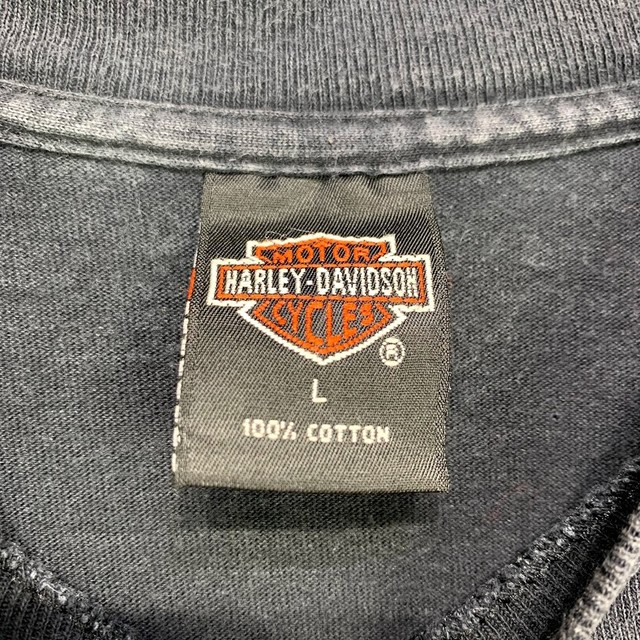 MOTOR
HARLEY-DAVIDSON
CYCLES
®
L
100% COTTON